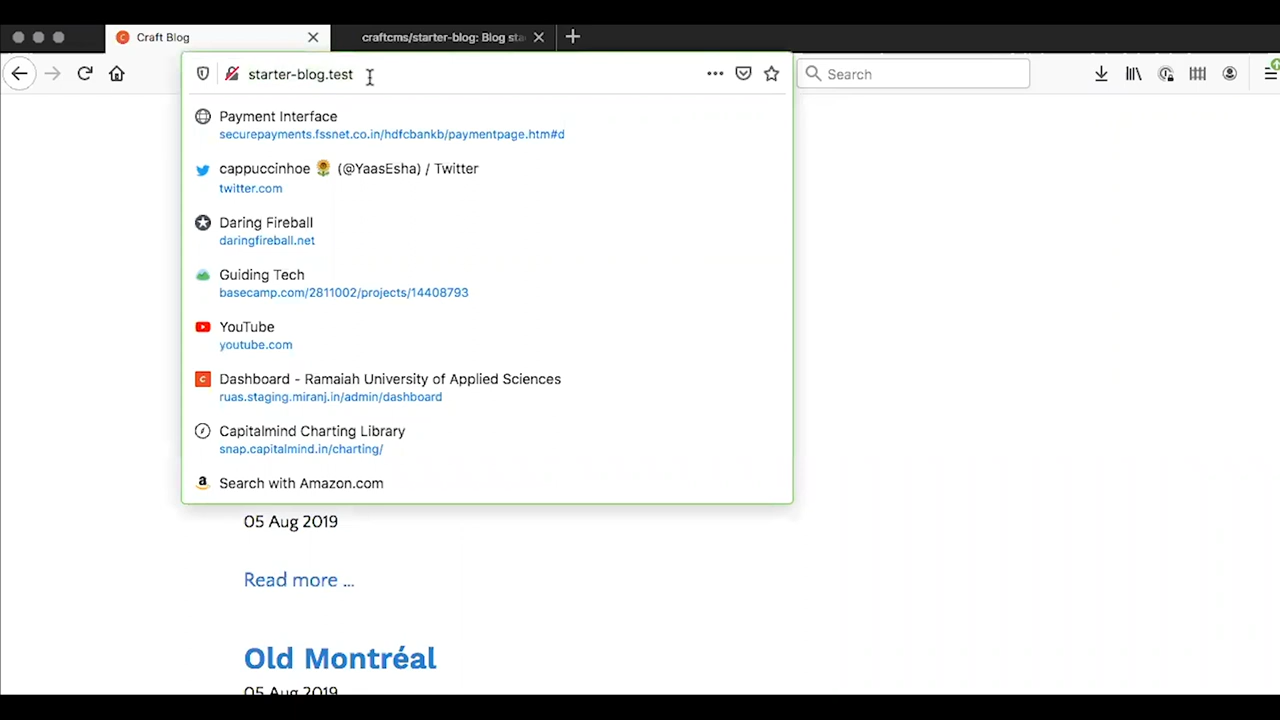 Craft Blog
craftcms/starter-blog: Blog sta
starter-blog.test
Search
Payment Interface
securepayments.fssnet.co.in/hdfcbankb/paymentpage.htm#d
cappuccinhoe 🌻 (@YaasEsha) / Twitter
twitter.com
Daring Fireball
daringfireball.net
Guiding Tech
basecamp.com/2811002/projects/14408793
YouTube
youtube.com
Dashboard - Ramaiah University of Applied Sciences
ruas.staging.miranj.in/admin/dashboard
Capitalmind Charting Library
snap.capitalmind.in/charting/
Search with Amazon.com
05 Aug 2019
Read more ...
Old Montréal
05 Aug 2019